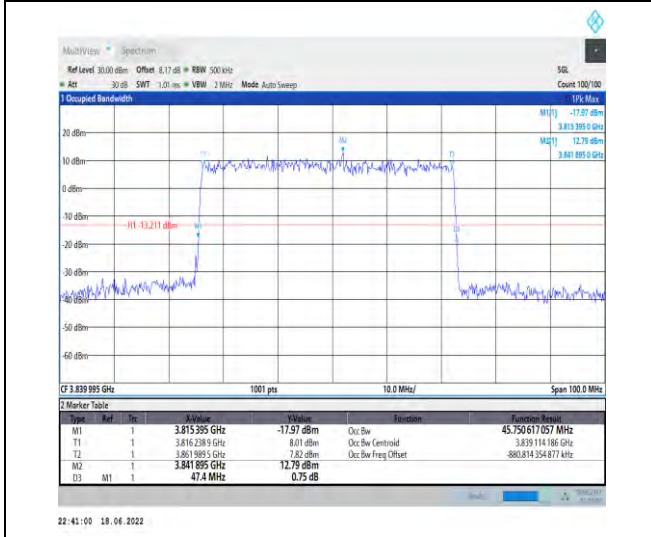 MultiView Spectrum
Ref Level 30.00 dBm Offset 8.17 dB RBW 500 kHz SGL
Att 30 dB SWT 1.01 ms VBW 2 MHz Mode Auto Sweep Count 100/100
1 Occupied Bandwidth 1Pk Max
M1[1] -17.97 dBm
3.815 395 0 GHz
M2[1] 12.79 dBm
3.841 895 0 GHz
20 dBm
M2
T1
T2
10 dBm
0 dBm
-10 dBm
H1 -13.211 dBm
M1
D3
-20 dBm
-30 dBm
-40 dBm
-50 dBm
-60 dBm
CF 3.839 995 GHz 1001 pts 10.0 MHz/ Span 100.0 MHz
2 Marker Table
Type Ref Trc X-Value Y-Value Function Function Result
M1 1 3.815 395 GHz -17.97 dBm Occ Bw 45.750 617 057 MHz
T1 1 3.816 238 9 GHz 8.01 dBm Occ Bw Centroid 3.839 114 186 GHz
T2 1 3.861 989 5 GHz 7.82 dBm Occ Bw Freq Offset -880.814 354 877 kHz
M2 1 3.841 895 GHz 12.79 dBm
D3 M1 1 47.4 MHz 0.75 dB
22:41:00 18.06.2022